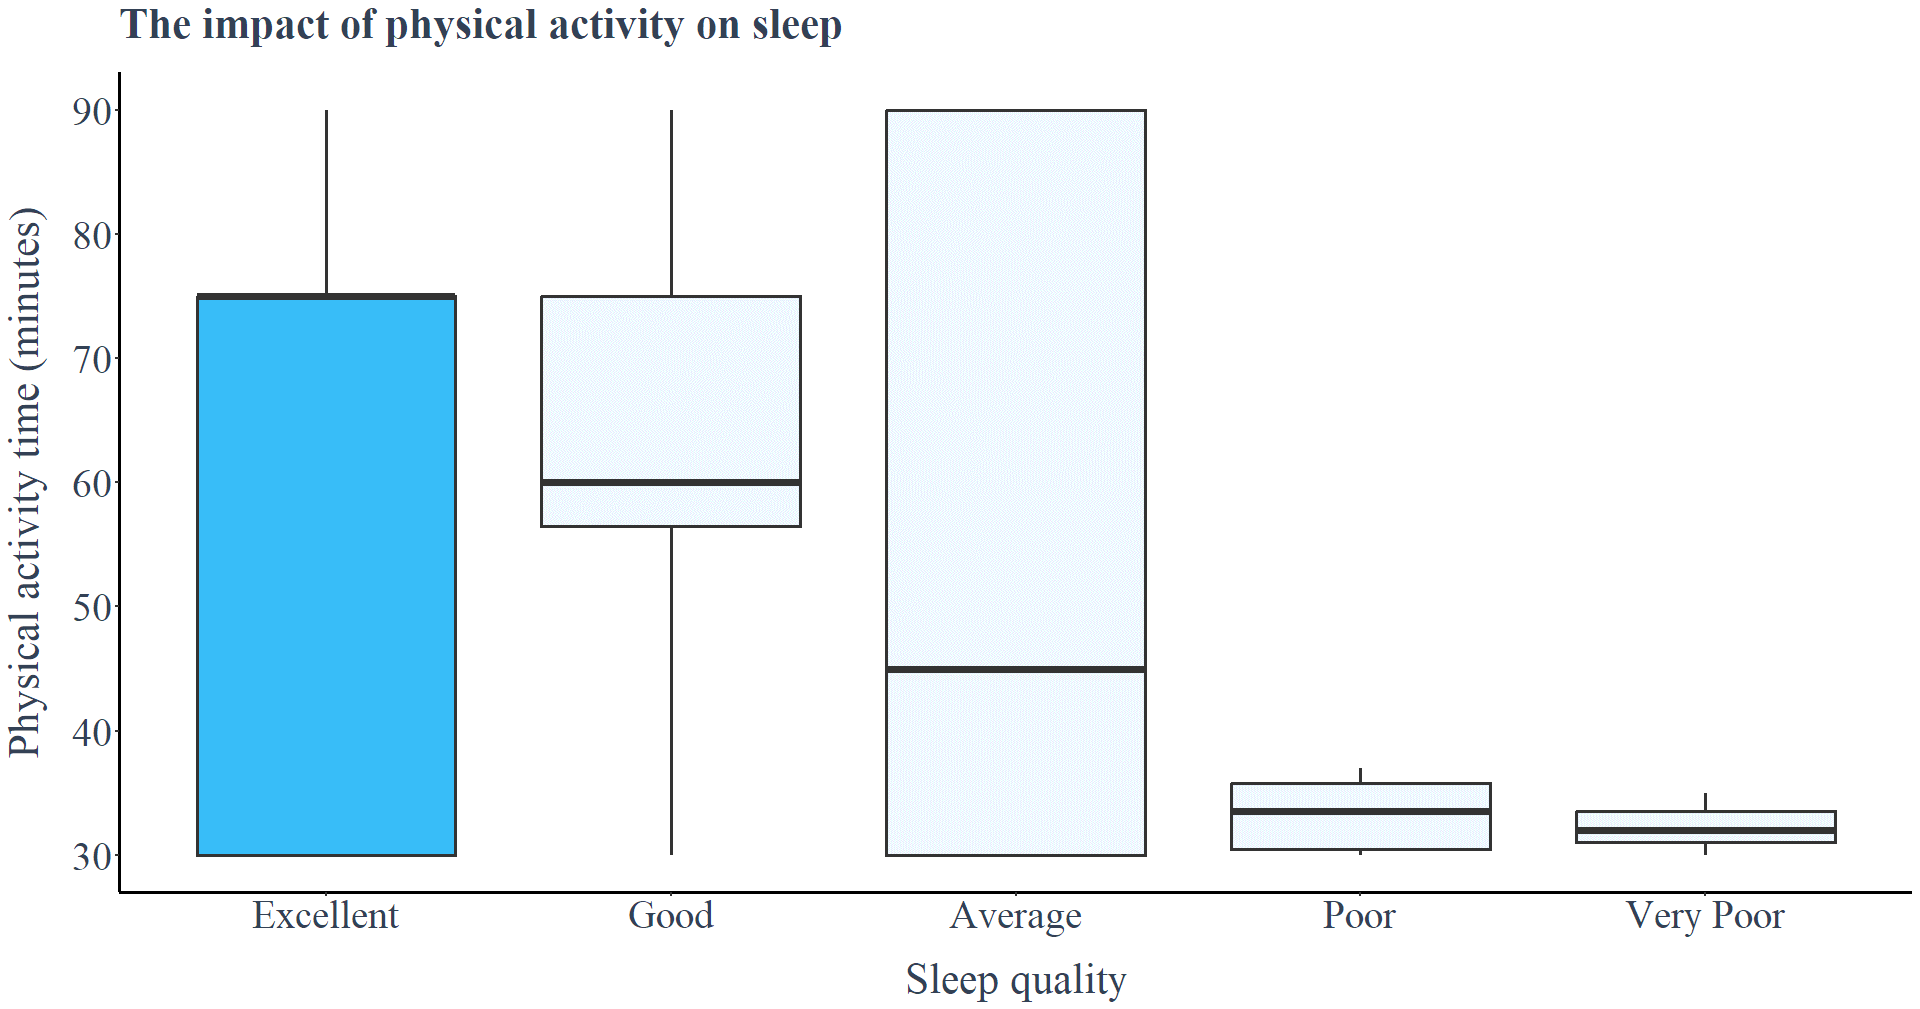 The impact of physical activity on sleep
Physical activity time (minutes)
90
80
70
60
50
40
30
Excellent
Good
Average
Poor
Very Poor
Sleep quality